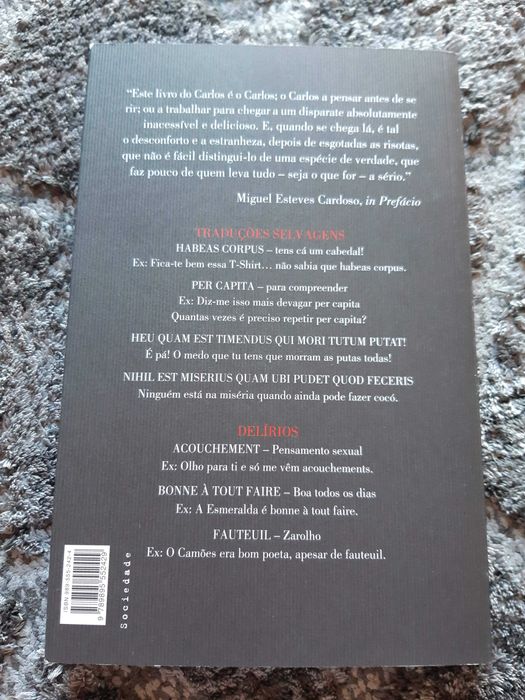 “Este livro do Carlos é o Carlos; o Carlos a pensar antes de se
rir; ou a trabalhar para chegar a um disparate absolutamente
inacessível e delicioso. E, quando se chega lá, é tal
o desconforto e a estranheza, depois de esgotadas as risotas,
que não é fácil distingui-lo de uma espécie de verdade, que
faz pouco de quem leva tudo – seja o que for – a sério.”
Miguel Esteves Cardoso, in Prefácio
TRADUÇÕES SELVAGENS
HABEAS CORPUS – tens cá um cabedal!
Ex: Fica-te bem essa T-Shirt… não sabia que habeas corpus.
PER CAPITA – para compreender
Ex: Diz-me isso mais devagar per capita
Quantas vezes é preciso repetir per capita?
HEU QUAM EST TIMENDUS QUI MORI TUTUM PUTAT!
É pá! O medo que tu tens que morram as putas todas!
NIHIL EST MISERIUS QUAM UBI PUDET QUOD FECERIS
Ninguém está na miséria quando ainda pode fazer cocó.
DELÍRIOS
ACOUCHEMENT – Pensamento sexual
Ex: Olho para ti e só me vêm acouchements.
BONNE À TOUT FAIRE – Boa todos os dias
Ex: A Esmeralda é bonne à tout faire.
FAUTEUIL – Zarolho
Ex: O Camões era bom poeta, apesar de fauteuil.
ISBN 989-555-242-4
9 789895 552429
Sociedade